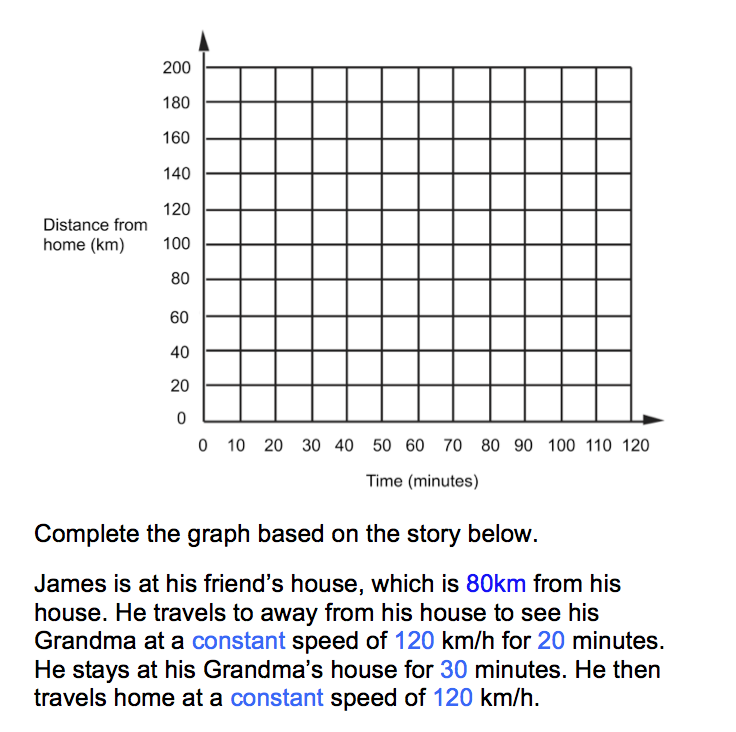 200
180
160
140
120
Distance from
home (km)
100
80
60
40
20
0
0 10 20 30 40 50 60 70 80 90 100 110 120
Time (minutes)
Complete the graph based on the story below.
James is at his friend’s house, which is 80km from his
house. He travels to away from his house to see his
Grandma at a constant speed of 120 km/h for 20 minutes.
He stays at his Grandma’s house for 30 minutes. He then
travels home at a constant speed of 120 km/h.